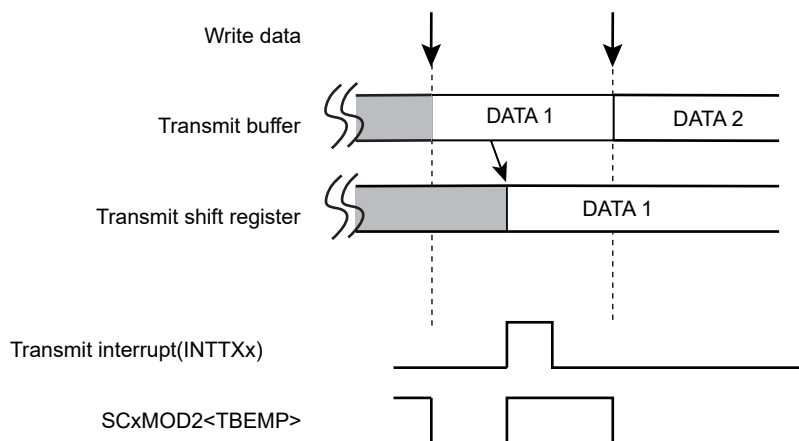 Write data
Transmit buffer
DATA 1
DATA 2
Transmit shift register
DATA 1
Transmit interrupt(INTTXx)
SCxMOD2<TBEMP>